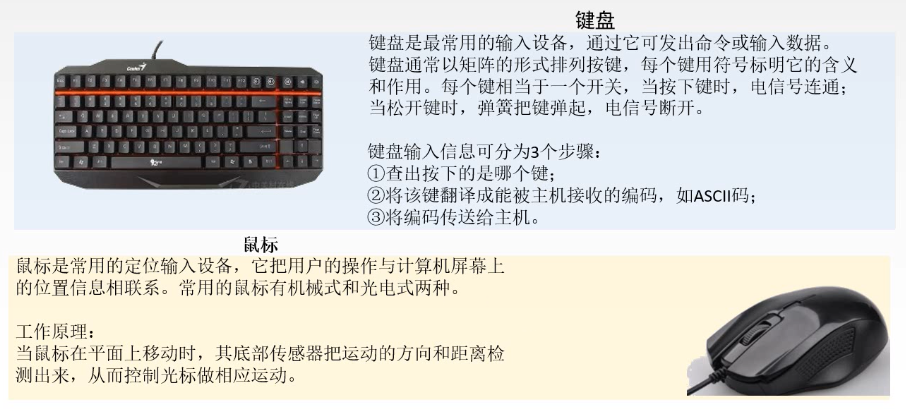 键盘
键盘是最常用的输入设备，通过它可发出命令或输入数据。
键盘通常以矩阵的形式排列按键，每个键用符号标明它的含义
和作用。每个键相当于一个开关，当按下键时，电信号连通；
当松开键时，弹簧把键弹起，电信号断开。
键盘输入信息可分为3个步骤：
①查出按下的是哪个键；
②将该键翻译成能被主机接收的编码，如ASCII码；
③将编码传送给主机。
鼠标
鼠标是常用的定位输入设备，它把用户的操作与计算机屏幕上
的位置信息相联系。常用的鼠标有机械式和光电式两种。
工作原理：
当鼠标在平面上移动时，其底部传感器把运动的方向和距离检
测出来，从而控制光标做相应运动。